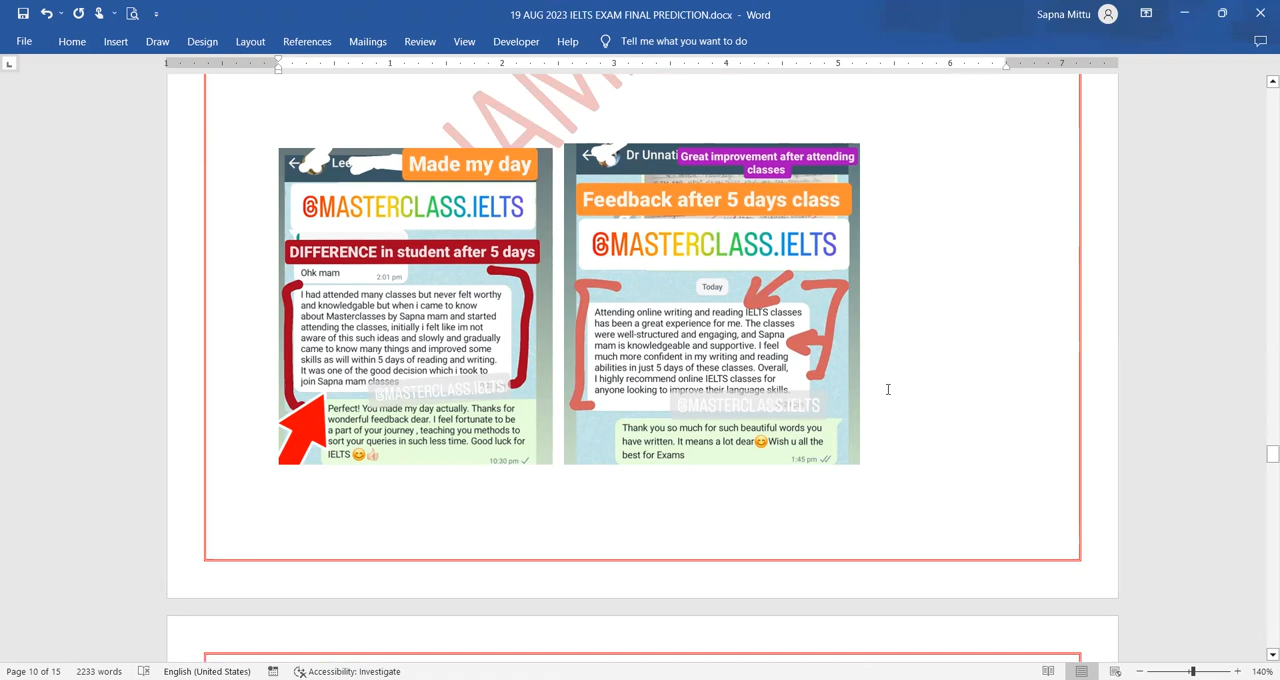 19 AUG 2023 IELTS EXAM FINAL PREDICTION.docx - Word
Sapna Mittu
File Home Insert Draw Design Layout References Mailings Review View Developer Help Tell me what you want to do
1 1 2 3 4 5 6 7
Made my day
@MASTERCLASS.IELTS
DIFFERENCE in student after 5 days
Ohk mam
2:01 pm
I had attended many classes but never felt worthy
and knowledgable but when i came to know
about Masterclasses by Sapna mam and started
attending the classes, initially i felt like im not
aware of this such ideas and slowly and gradually
came to know many things and improved some
skills as will within 5 days of reading and writing.
It was one of the good decision which i took to
join Sapna mam classes
@MASTERCLASS.IELTS
Perfect! You made my day actually. Thanks for
wonderful feedback dear. I feel fortunate to be
a part of your journey , teaching you methods to
sort your queries in such less time. Good luck for
IELTS 😊👍
10:30 pm ✓
Dr Unnati
Great improvement after attending
classes
Feedback after 5 days class
@MASTERCLASS.IELTS
Today
Attending online writing and reading IELTS classes
has been a great experience for me. The classes
were well-structured and engaging, and Sapna
mam is knowledgeable and supportive. I feel
much more confident in my writing and reading
abilities in just 5 days of these classes. Overall,
I highly recommend online IELTS classes for
anyone looking to improve their language skills.
@MASTERCLASS.IELTS
Thank you so much for such beautiful words you
have written. It means a lot dear😊Wish u all the
best for Exams
1:45 pm ✓✓
Page 10 of 15 2233 words English (United States) Accessibility: Investigate 140%